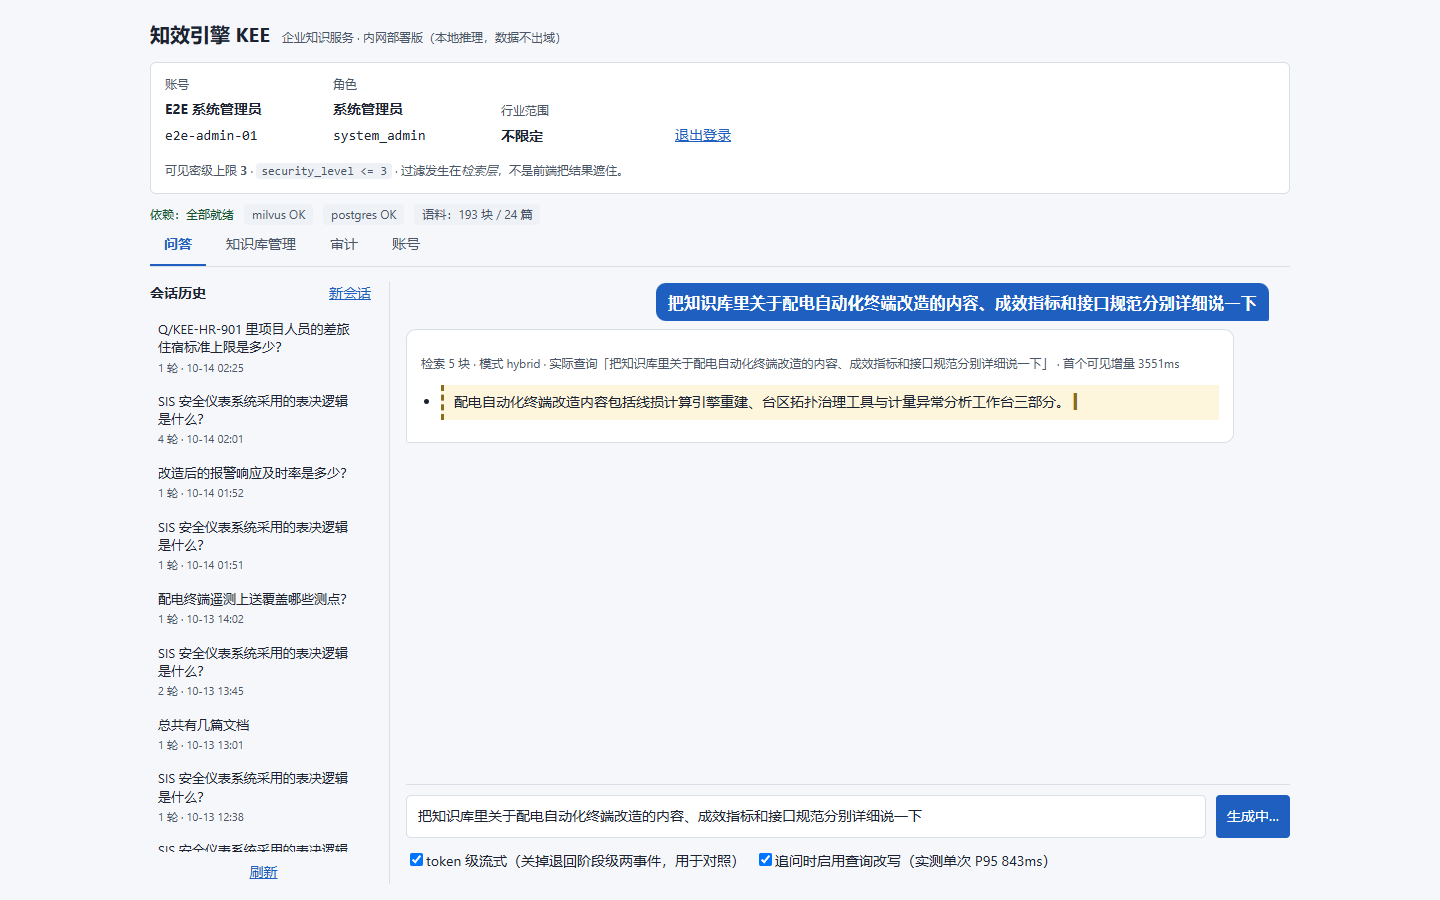 知效引擎 KEE 企业知识服务 · 内网部署版（本地推理，数据不出域）
账号 角色
E2E 系统管理员 系统管理员 行业范围
e2e-admin-01 system_admin 不限定 退出登录
可见密级上限 3 · security_level <= 3 · 过滤发生在检索层，不是前端把结果遮住。
依赖：全部就绪 milvus OK postgres OK 语料：193 块 / 24 篇
问答 知识库管理 审计 账号
会话历史 新会话
Q/KEE-HR-901 里项目人员的差旅
住宿标准上限是多少？
1 轮 · 10-14 02:25
SIS 安全仪表系统采用的表决逻辑
是什么？
4 轮 · 10-14 02:01
改造后的报警响应及时率是多少？
1 轮 · 10-14 01:52
SIS 安全仪表系统采用的表决逻辑
是什么？
1 轮 · 10-14 01:51
配电终端遥测上送覆盖哪些测点？
1 轮 · 10-13 14:02
SIS 安全仪表系统采用的表决逻辑
是什么？
2 轮 · 10-13 13:45
总共有几篇文档
1 轮 · 10-13 13:01
SIS 安全仪表系统采用的表决逻辑
是什么？
1 轮 · 10-13 12:38
SIS 安全仪表系统采用的表决逻辑
刷新
把知识库里关于配电自动化终端改造的内容、成效指标和接口规范分别详细说一下
检索 5 块 · 模式 hybrid · 实际查询「把知识库里关于配电自动化终端改造的内容、成效指标和接口规范分别详细说一下」 · 首个可见增量 3551ms
配电自动化终端改造内容包括线损计算引擎重建、台区拓扑治理工具与计量异常分析工作台三部分。
把知识库里关于配电自动化终端改造的内容、成效指标和接口规范分别详细说一下 生成中…
token 级流式（关掉退回阶段级两事件，用于对照） 追问时启用查询改写（实测单次 P95 843ms）